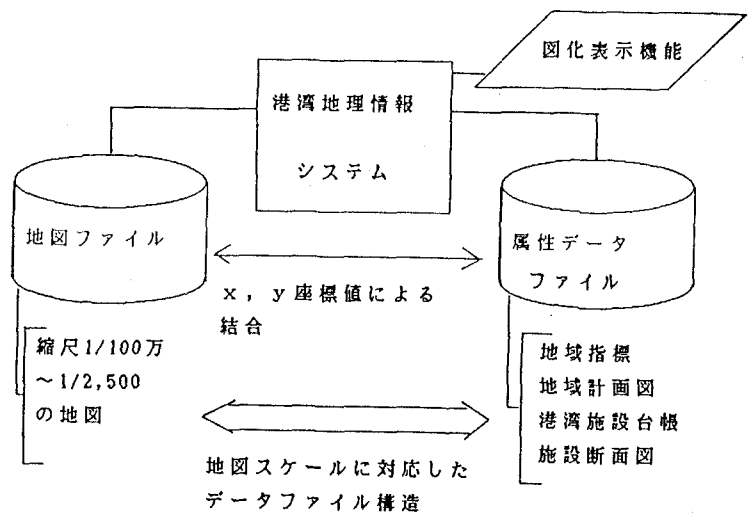 図化表示機能
港湾地理情報
システム
地図ファイル
属性データ
ファイル
x，y座標値による
結合
縮尺1/100万
～1/2,500
の地図
地域指標
地域計画図
港湾施設台帳
施設断面図
地図スケールに対応した
データファイル構造